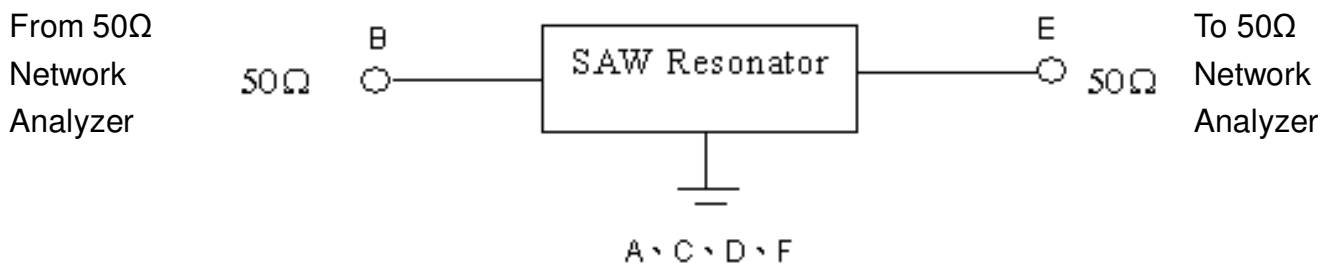 From 50Ω
Network
Analyzer
50Ω
B
SAW Resonator
E
50Ω
To 50Ω
Network
Analyzer
A、C、D、F